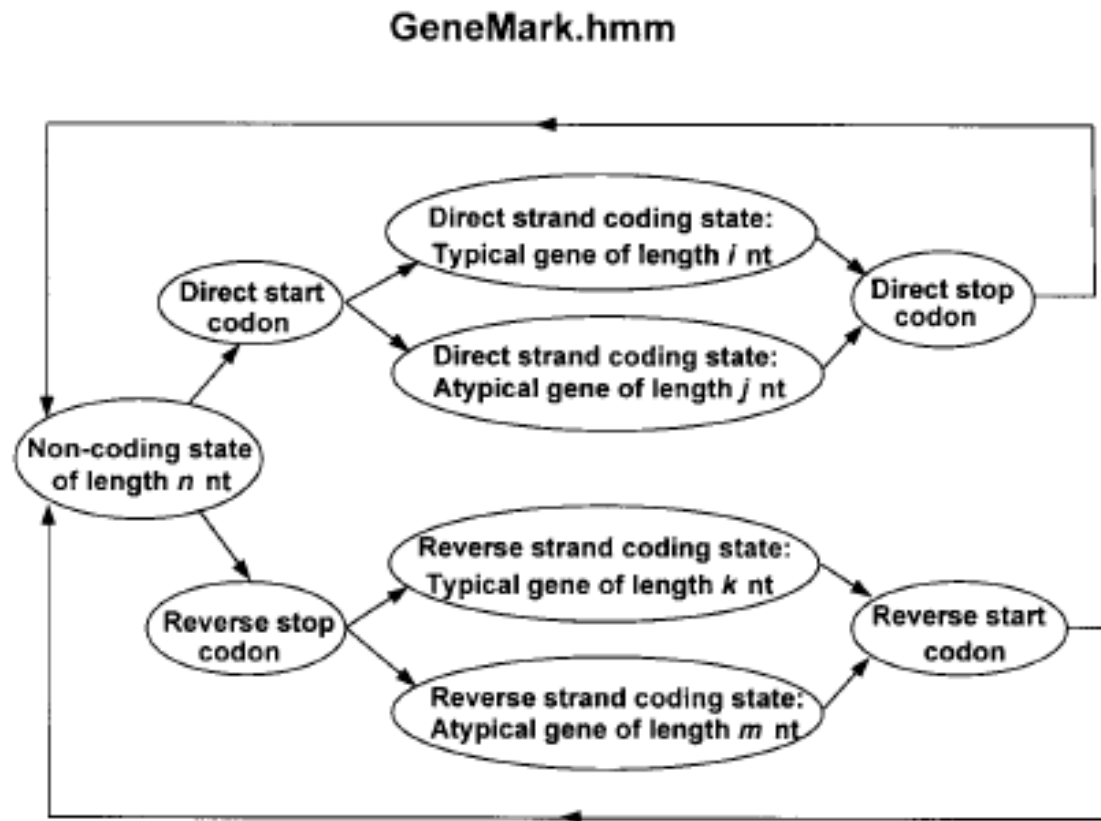 GeneMark.hmm
Direct strand coding state:
Typical gene of length i nt
Direct start
codon
Direct stop
codon
Direct strand coding state:
Atypical gene of length j nt
Non-coding state
of length n nt
Reverse strand coding state:
Typical gene of length k nt
Reverse stop
codon
Reverse start
codon
Reverse strand coding state:
Atypical gene of length m nt